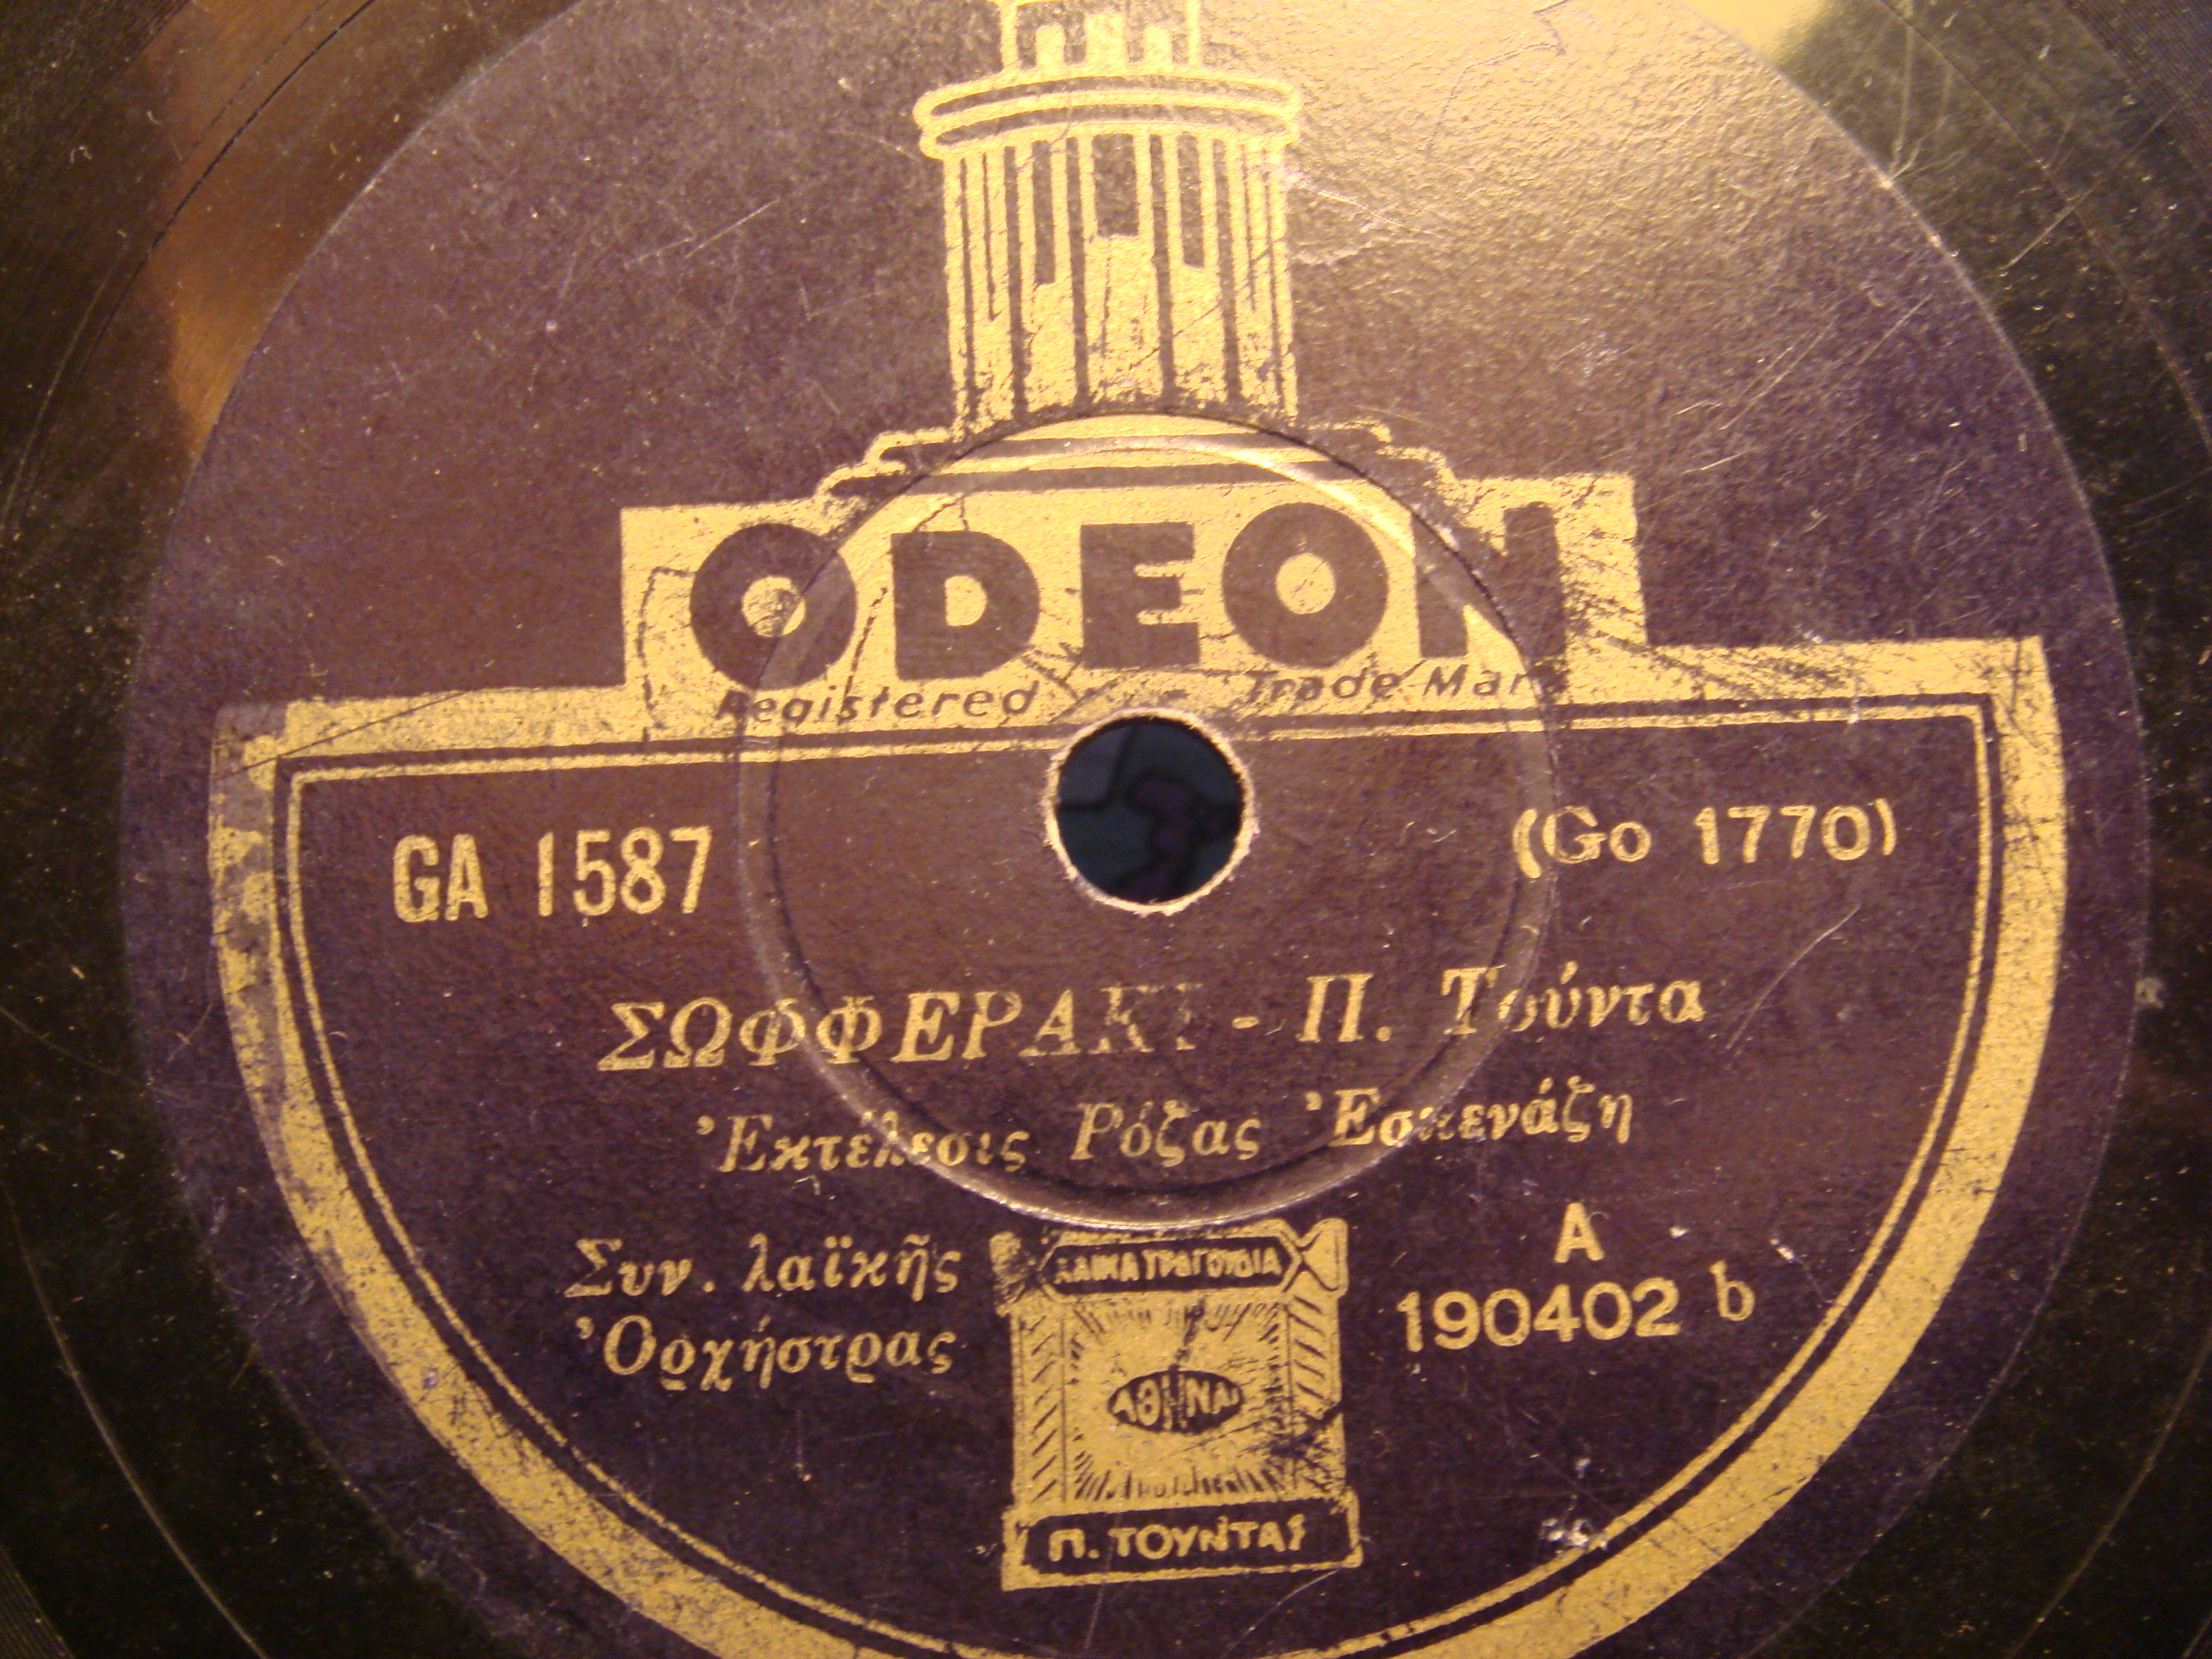 ODEON
Registered - Trade Mark
GA 1587
(Go 1770)
ΣΩΦΦΕΡΑΚΙ - Π. Τούντα
Ἐκτέλεσις Ρόζας Ἐσκενάζη
Συν. λαϊκῆς
Ὀρχήστρας
ΛΑΙΚΑ ΤΡΑΓΟΥΔΙΑ
ΑΘΗΝΑΙ
Π. ΤΟΥΝΤΑΣ
A
190402 b